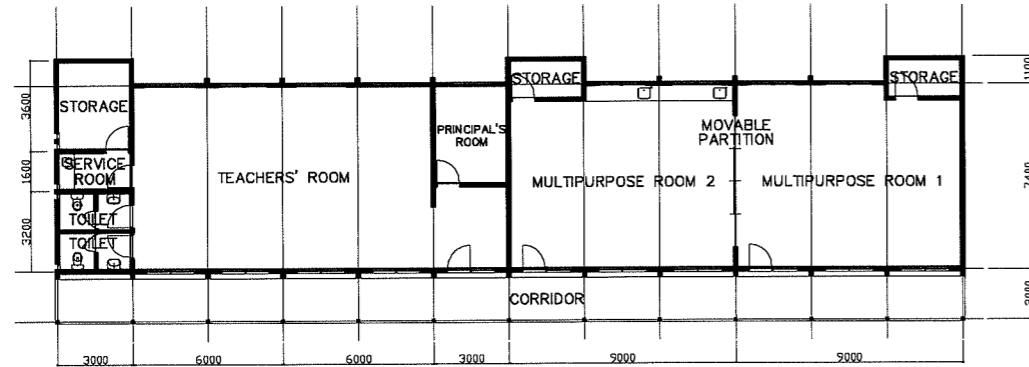 STORAGE
STORAGE
1100
3600
STORAGE
PRINCIPAL'S
ROOM
MOVABLE
PARTITION
1600
SERVICE
ROOM
TEACHERS' ROOM
MULTIPURPOSE ROOM 2
MULTIPURPOSE ROOM 1
7400
3200
TOILET
TOILET
CORRIDOR
3000
6000
6000
3000
9000
9000